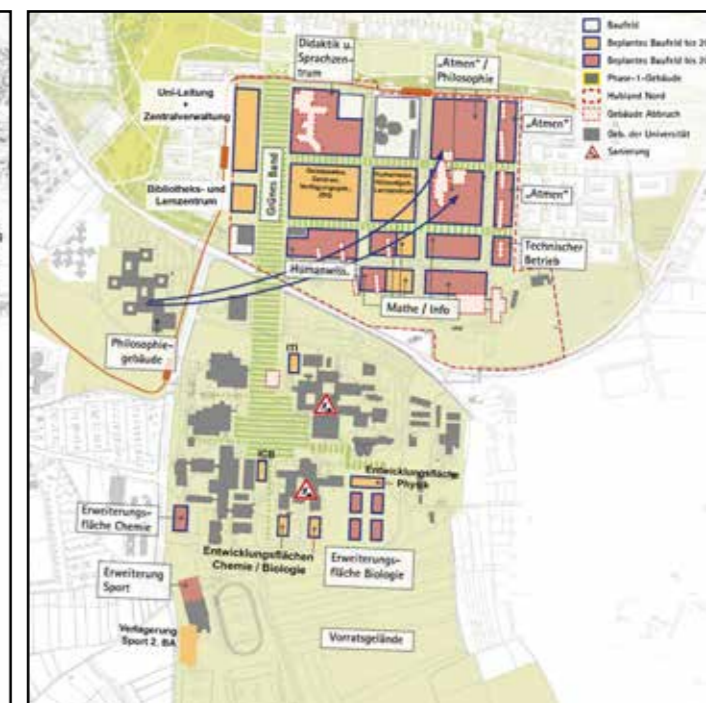 Baufeld
Beplantes Baufeld bis 20
Beplantes Baufeld bis 20
Phase-1-Gebäude
Hubland Nord
Gebäude Abbruch
Geb. der Universität
Sanierung
Didaktik u.
Sprachzen-
trum
„Atmen" /
Philosophie
Uni-Leitung
+
Zentralverwaltung
„Atmen"
Bibliotheks- und
Lernzentrum
Grünes Band
„Atmen"
Technischer
Betrieb
Humanwiss.
Mathe / Info
Philosophie-
gebäude
ICB
Entwicklungsfläche
Physik
Erweiterungs-
fläche Chemie
Entwicklungsflächen
Chemie / Biologie
Erweiterungs-
fläche Biologie
Erweiterung
Sport
Verlagerung
Sport 2. BA
Vorratsgelände